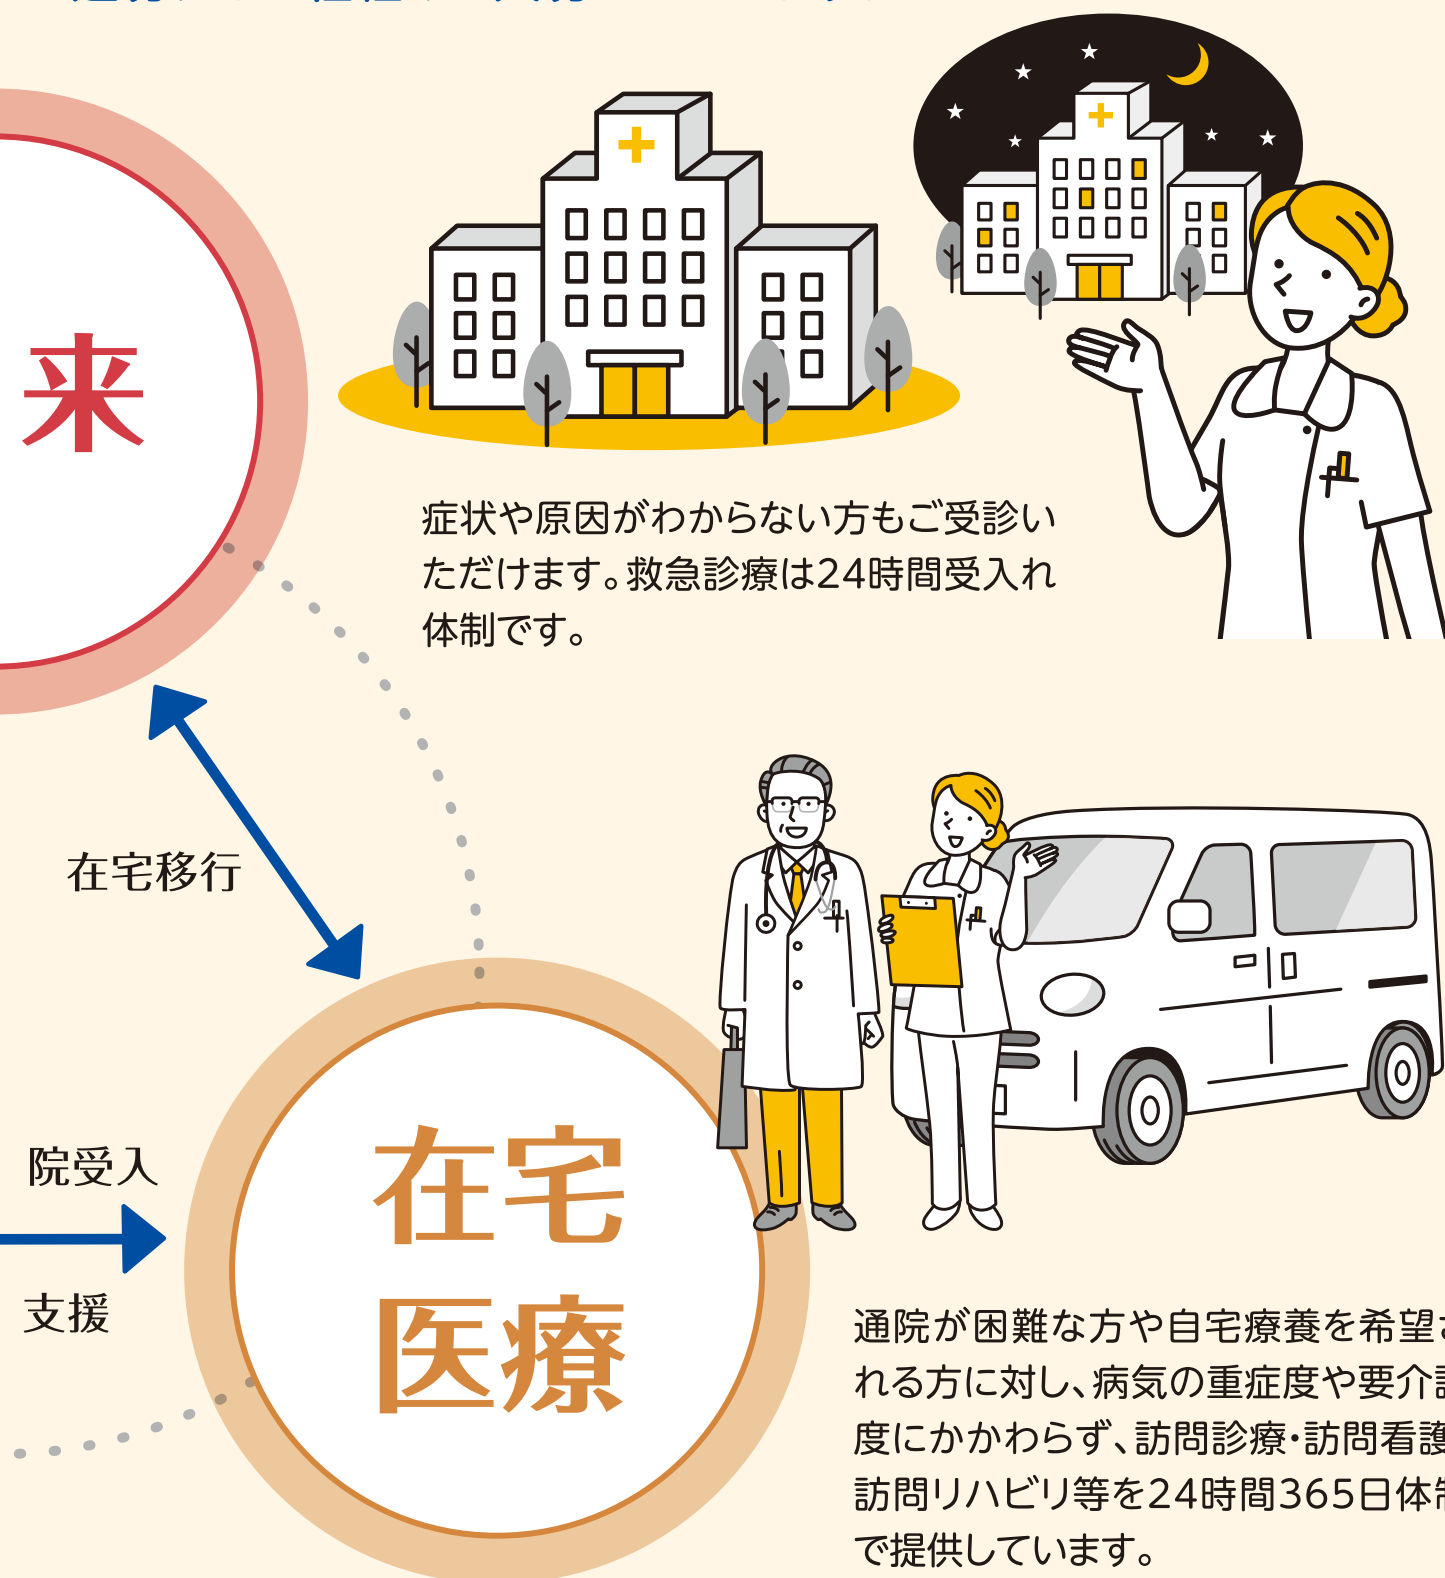 来
症状や原因がわからない方もご受診い
ただけます。救急診療は24時間受入れ
体制です。
在宅移行
院受入
支援
在宅
医療
通院が困難な方や自宅療養を希望さ
れる方に対し、病気の重症度や要介護
度にかかわらず、訪問診療・訪問看護
訪問リハビリ等を24時間365日体制
で提供しています。